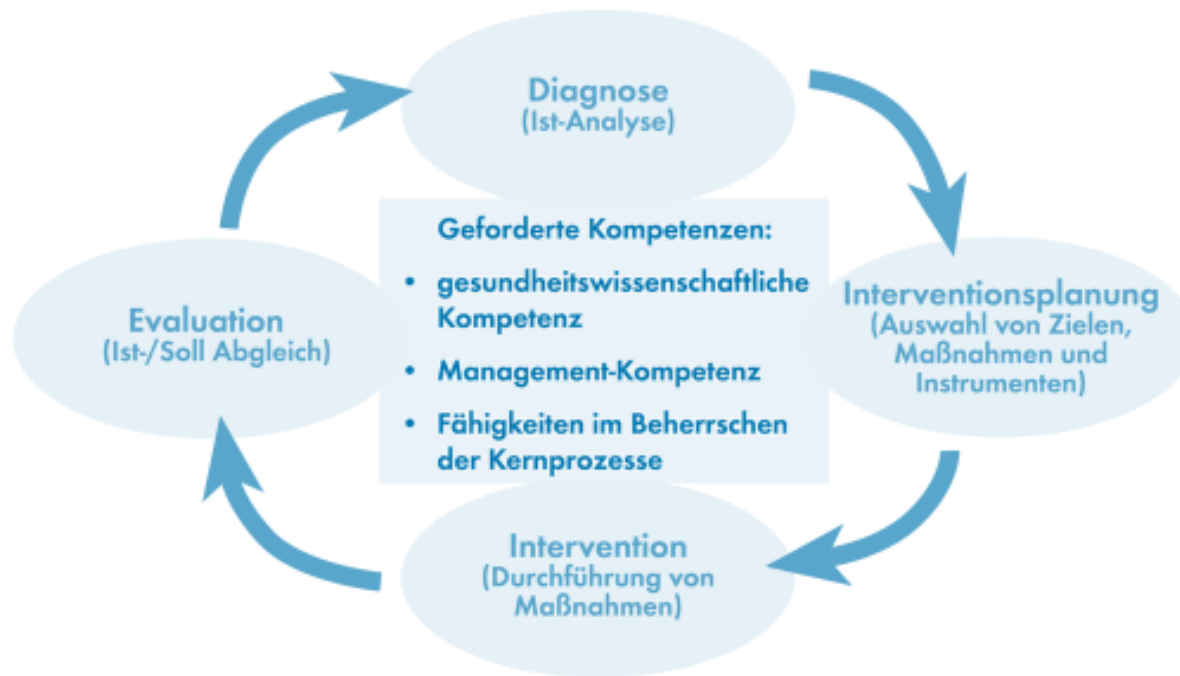 Diagnose
(Ist-Analyse)
Geforderte Kompetenzen:
• gesundheitswissenschaftliche
Kompetenz
• Management-Kompetenz
• Fähigkeiten im Beherrschen
der Kernprozesse
Interventionsplanung
(Auswahl von Zielen,
Maßnahmen und
Instrumenten)
Intervention
(Durchführung von
Maßnahmen)
Evaluation
(Ist-/Soll Abgleich)